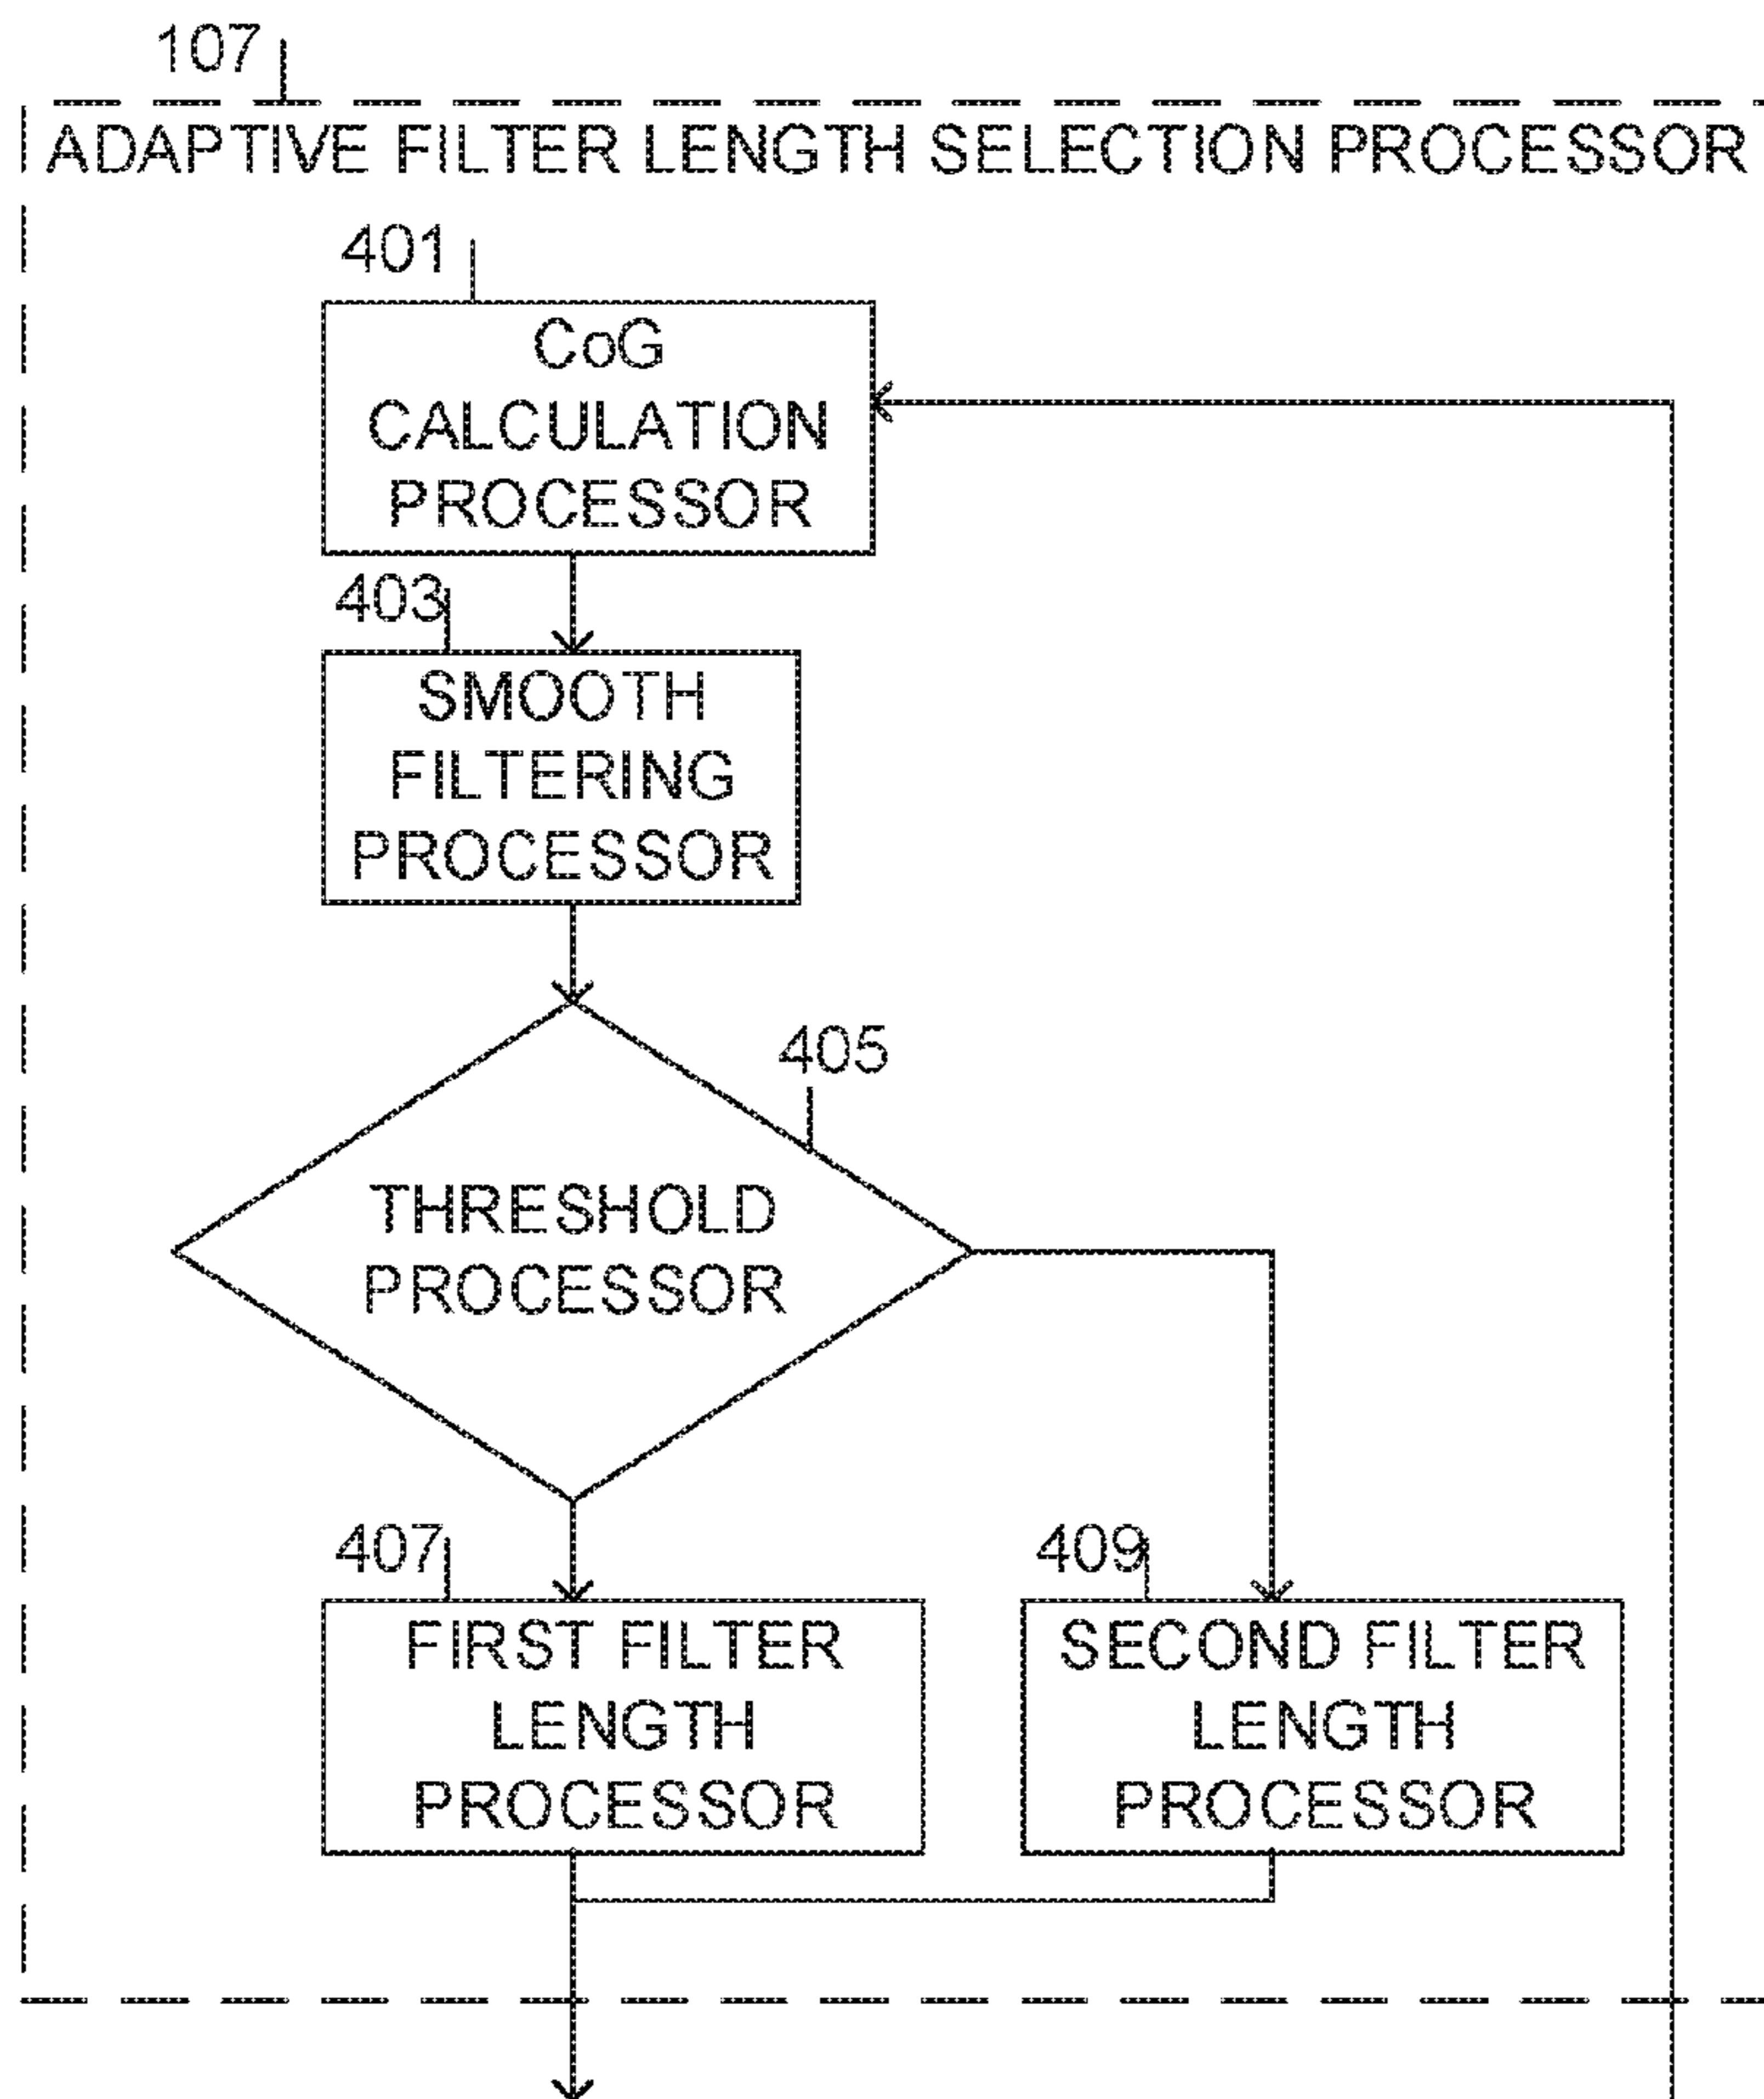 107
ADAPTIVE FILTER LENGTH SELECTION PROCESSOR
401
CoG
CALCULATION
PROCESSOR
403
SMOOTH
FILTERING
PROCESSOR
405
THRESHOLD
PROCESSOR
407
FIRST FILTER
LENGTH
PROCESSOR
409
SECOND FILTER
LENGTH
PROCESSOR